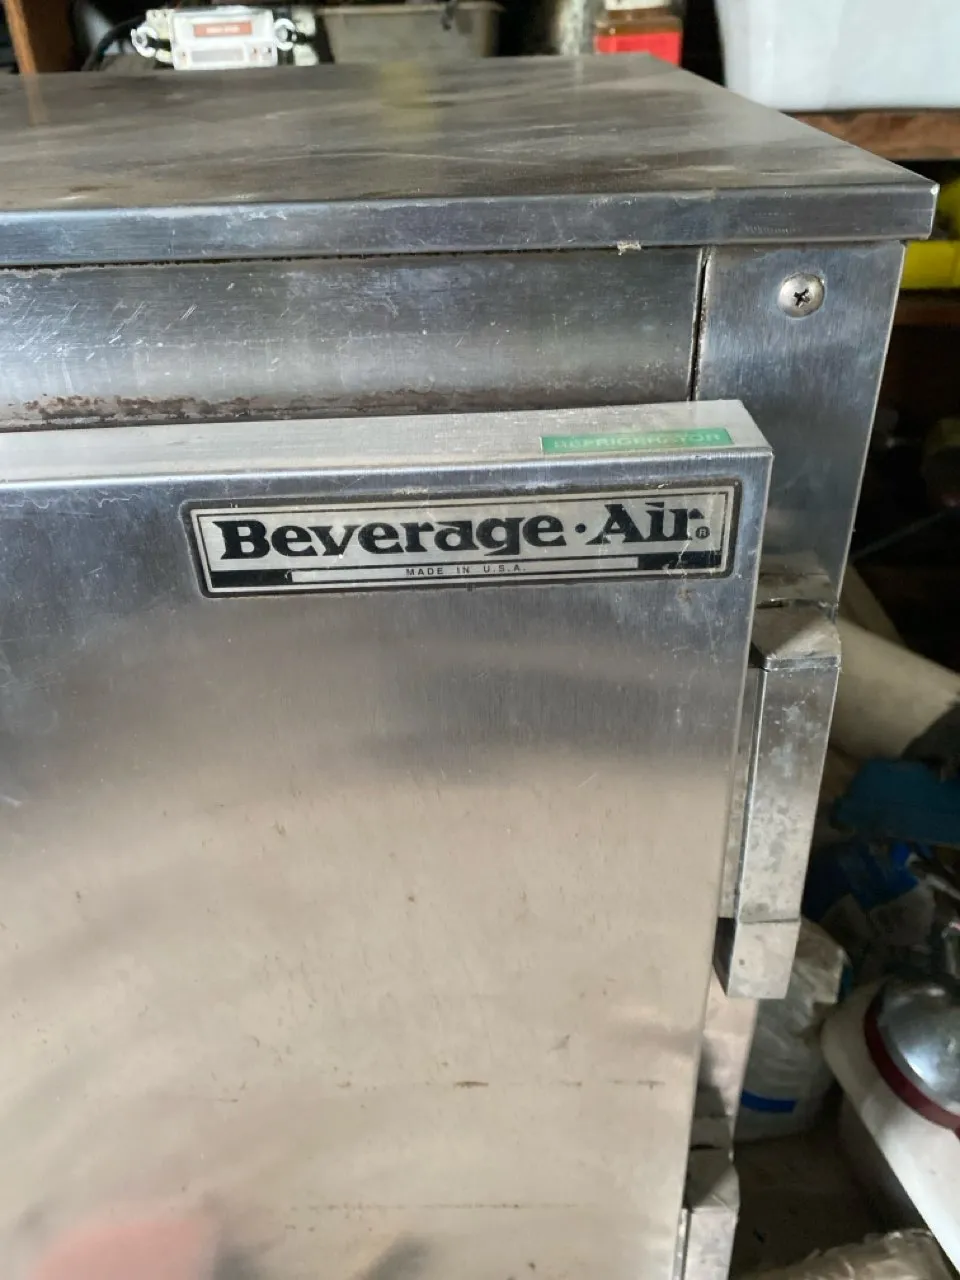 REFRIGERATOR
Beverage·Air®
MADE IN U.S.A.